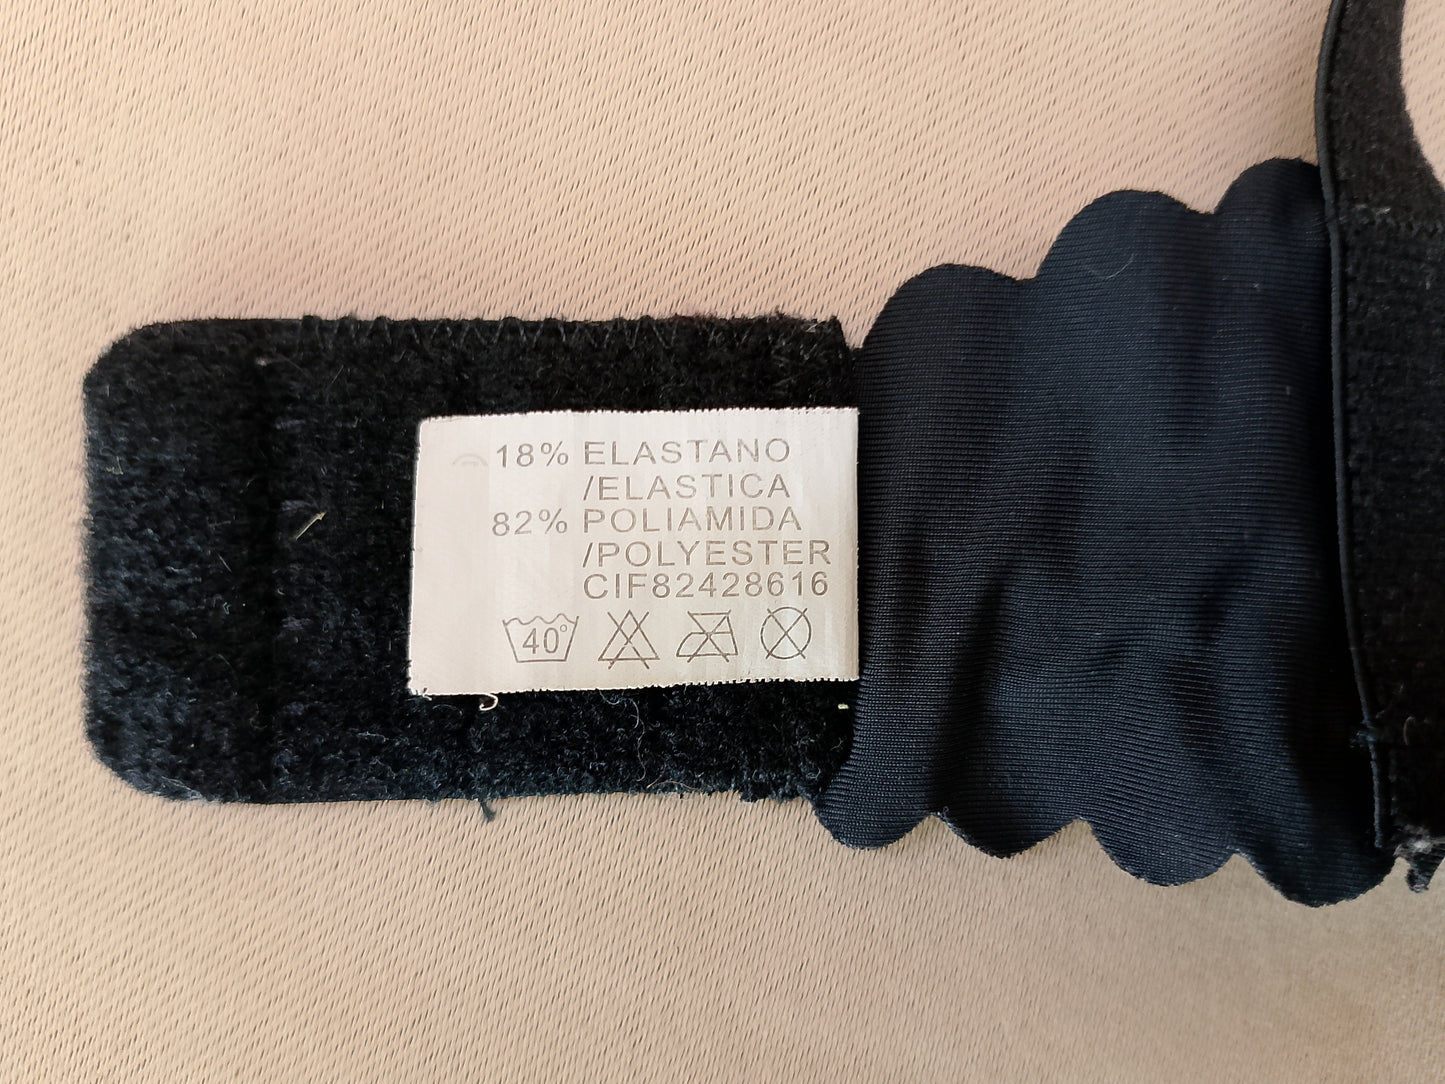 18% ELASTANO
/ELASTICA
82% POLIAMIDA
/POLYESTER
CIF82428616
40°